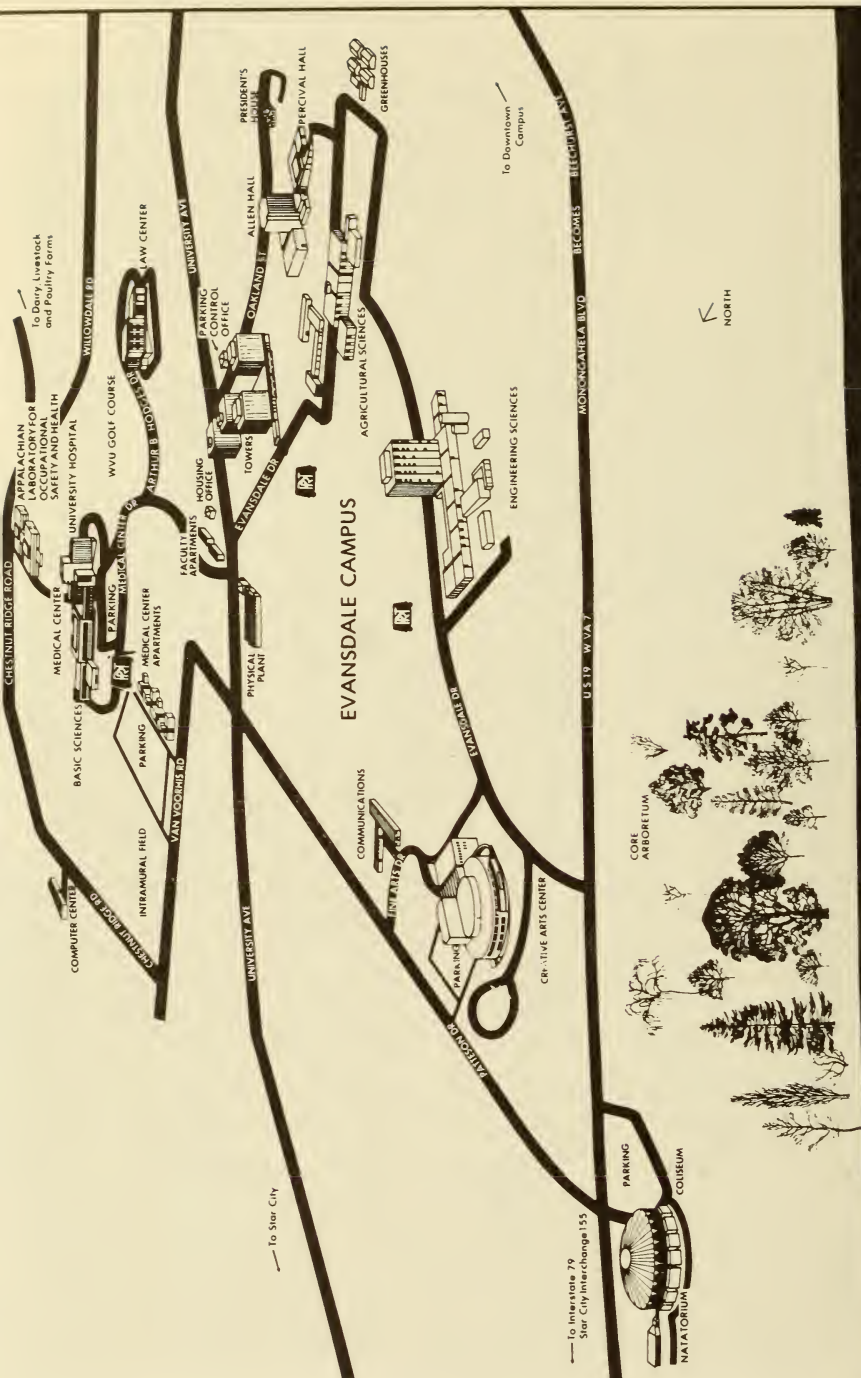 CHESTNUT RIDGE ROAD
APPALACHIAN
LABORATORY FOR
OCCUPATIONAL
SAFETY AND HEALTH
To Dairy, Livestock
and Poultry Farms
WILLOWDALE RD
MEDICAL CENTER
UNIVERSITY HOSPITAL
BASIC SCIENCES
PARKING
MEDICAL CENTER DR
WVU GOLF COURSE
ARTHUR B HODGES DR
LAW CENTER
MEDICAL CENTER
APARTMENTS
PARKING
VAN VOORHIS RD
INTRAMURAL FIELD
COMPUTER CENTER
CHESTNUT RIDGE RD
UNIVERSITY AVE
PARKING
CONTROL
OFFICE
OAKLAND ST
ALLEN HALL
PRESIDENT'S
HOUSE
PERCIVAL HALL
GREENHOUSES
FACULTY
APARTMENTS
HOUSING
OFFICE
TOWERS
EVANSDALE DR
AGRICULTURAL SCIENCES
PHYSICAL
PLANT
UNIVERSITY AVE
EVANSDALE CAMPUS
ENGINEERING SCIENCES
To Downtown
Campus
COMMUNICATIONS
FINE ARTS DR
EVANSDALE DR
PARKING
CREATIVE ARTS CENTER
PATTESON DR
To Star City
To Interstate 79
Star City Interchange 155
US 19 W VA 7
MONONGAHELA BLVD
BECOMES
BEECHURST AVE
NORTH
CORE
ARBORETUM
PARKING
COLISEUM
NATATORIUM